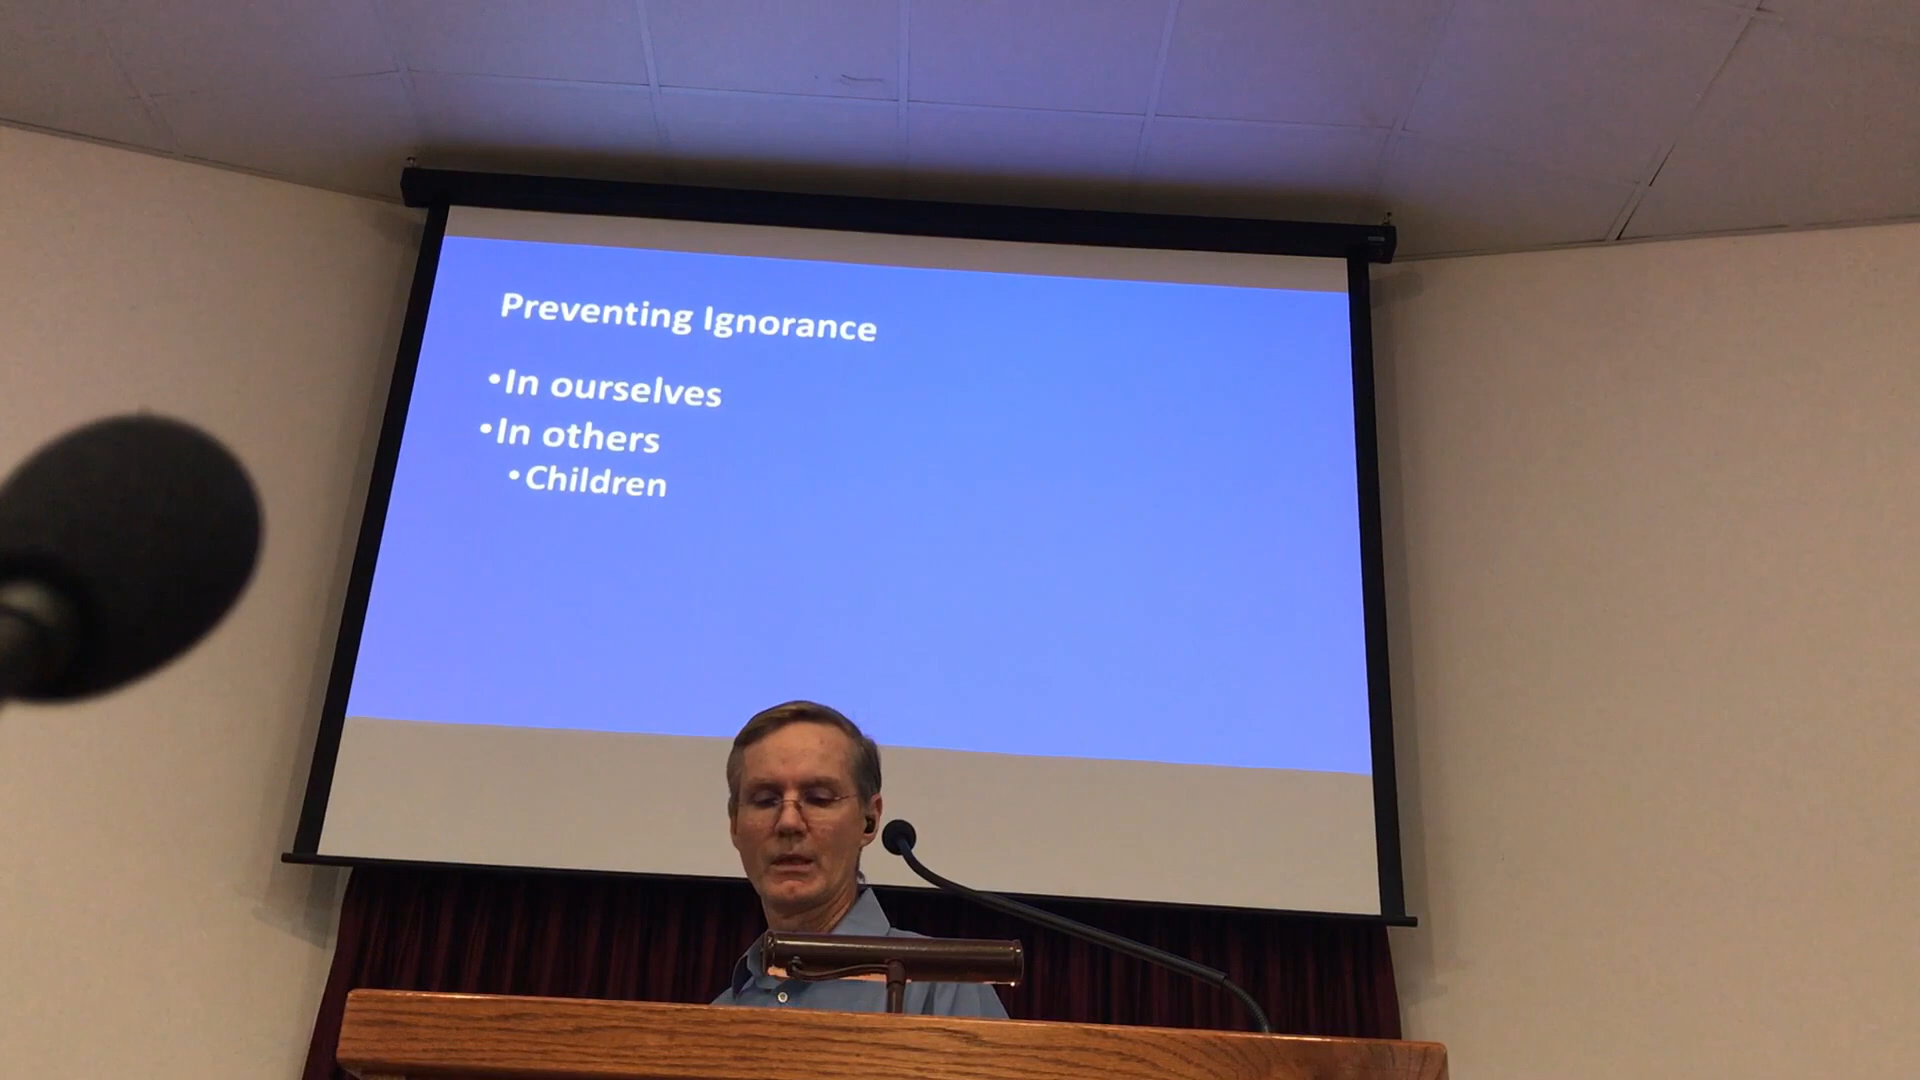 Preventing Ignorance
•In ourselves
•In others
•Children